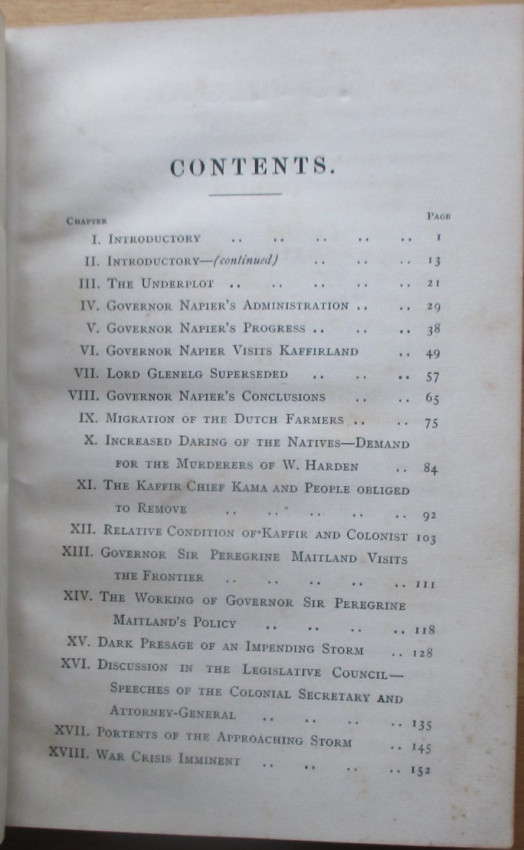 CONTENTS.
CHAPTER PAGE
I. INTRODUCTORY .. .. .. .. .. 1
II. INTRODUCTORY—(continued) .. .. .. 13
III. THE UNDERPLOT .. .. .. .. .. 21
IV. GOVERNOR NAPIER'S ADMINISTRATION .. .. .. 29
V. GOVERNOR NAPIER'S PROGRESS .. .. .. 38
VI. GOVERNOR NAPIER VISITS KAFFIRLAND .. 49
VII. LORD GLENELG SUPERSEDED .. .. .. 57
VIII. GOVERNOR NAPIER'S CONCLUSIONS .. .. 65
IX. MIGRATION OF THE DUTCH FARMERS .. .. 75
X. INCREASED DARING OF THE NATIVES—DEMAND
FOR THE MURDERERS OF W. HARDEN .. 84
XI. THE KAFFIR CHIEF KAMA AND PEOPLE OBLIGED
TO REMOVE .. .. .. .. .. 92
XII. RELATIVE CONDITION OF KAFFIR AND COLONIST 103
XIII. GOVERNOR SIR PEREGRINE MAITLAND VISITS
THE FRONTIER .. .. .. .. .. 111
XIV. THE WORKING OF GOVERNOR SIR PEREGRINE
MAITLAND'S POLICY .. .. .. .. 118
XV. DARK PRESAGE OF AN IMPENDING STORM .. 128
XVI. DISCUSSION IN THE LEGISLATIVE COUNCIL—
SPEECHES OF THE COLONIAL SECRETARY AND
ATTORNEY-GENERAL .. .. .. .. 135
XVII. PORTENTS OF THE APPROACHING STORM .. 145
XVIII. WAR CRISIS IMMINENT .. .. .. .. 152